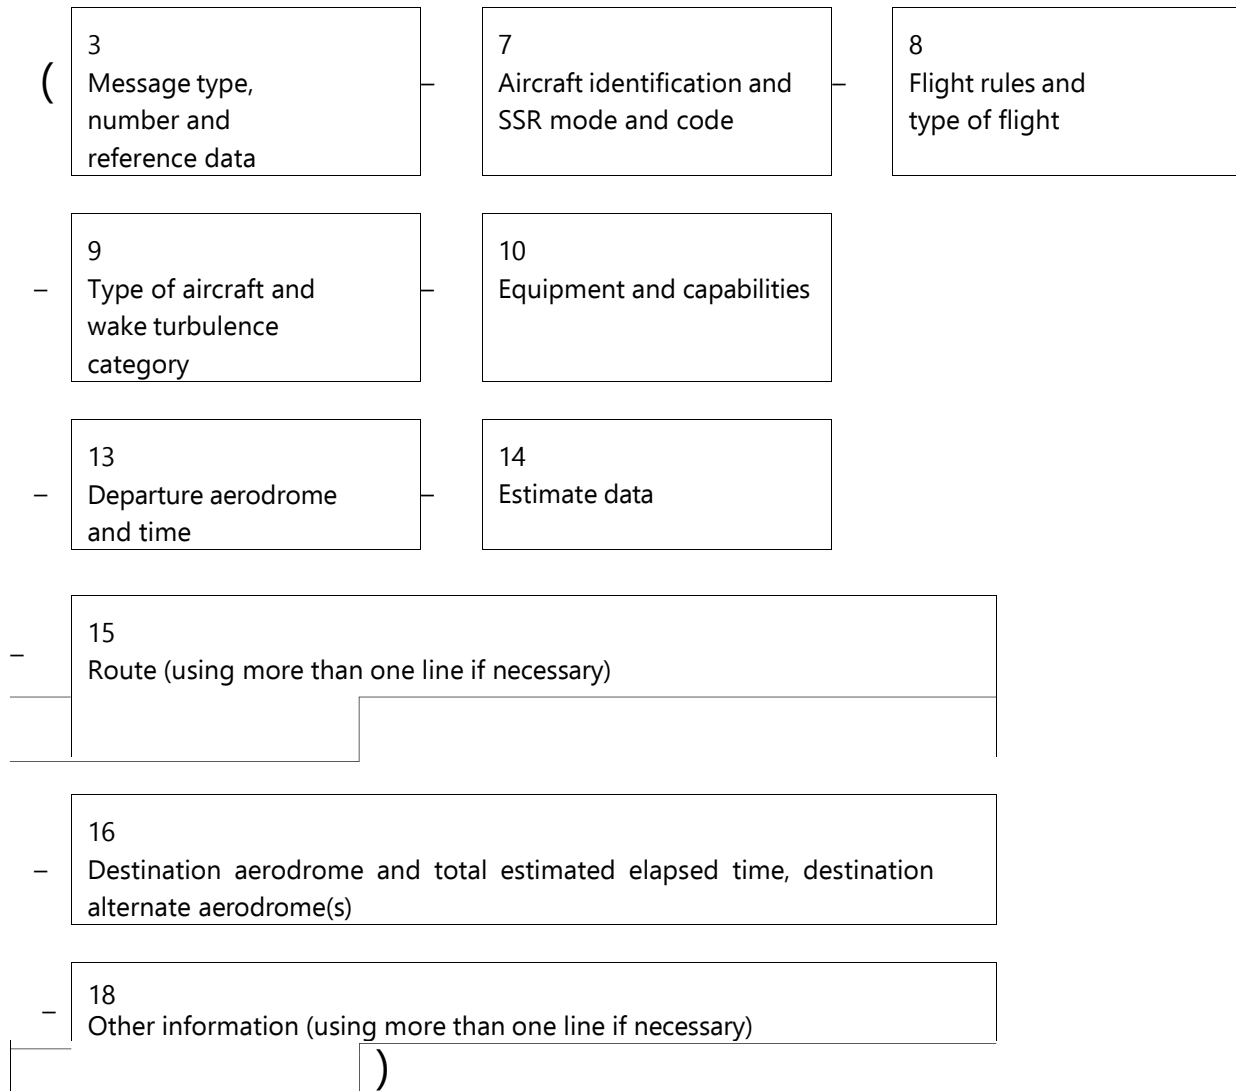 (
3
Message type,
number and
reference data
–
7
Aircraft identification and
SSR mode and code
–
8
Flight rules and
type of flight
–
9
Type of aircraft and
wake turbulence
category
–
10
Equipment and capabilities
–
13
Departure aerodrome
and time
–
14
Estimate data
–
15
Route (using more than one line if necessary)
–
16
Destination aerodrome and total estimated elapsed time, destination
alternate aerodrome(s)
–
18
Other information (using more than one line if necessary)
)